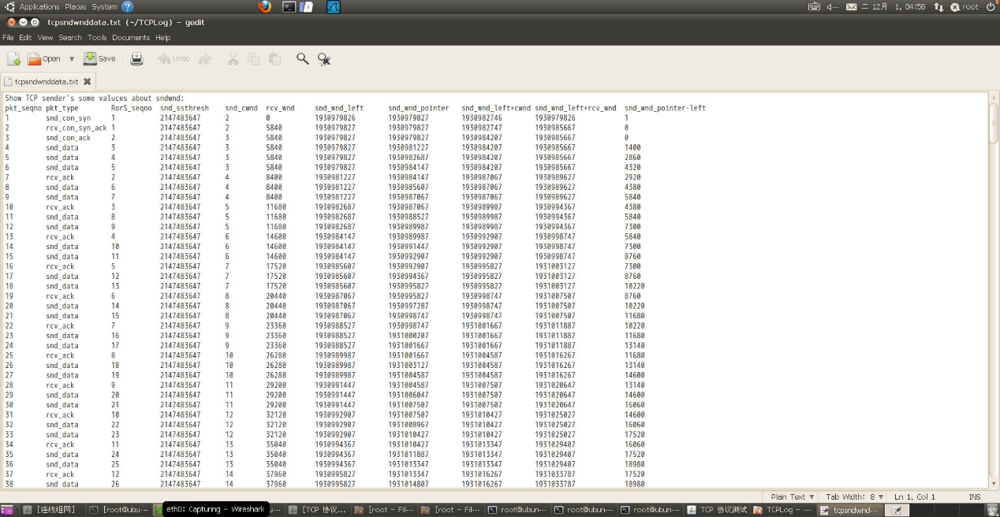 Applications Places System
二 12月 1, 04:56 root
tcpsndwnddata.txt (~/TCPLog) - gedit
File Edit View Search Tools Documents Help
Open Save Undo
tcpsndwnddata.txt
Show TCP sender's some valuces about sndwnd:
pkt_seqno pkt_type RorS_seqno snd_ssthresh snd_cwnd rcv_wnd snd_wnd_left snd_wnd_pointer snd_wnd_left+cwnd snd_wnd_left+rcv_wnd snd_wnd_pointer-left
1 snd_con_syn 1 2147483647 2 0 1930979826 1930979827 1930982746 1930979826 1
2 rcv_con_syn_ack 1 2147483647 2 5840 1930979827 1930979827 1930982747 1930985667 0
3 snd_con_ack 2 2147483647 3 5840 1930979827 1930979827 1930984207 1930985667 0
4 snd_data 3 2147483647 3 5840 1930979827 1930981227 1930984207 1930985667 1400
5 snd_data 4 2147483647 3 5840 1930979827 1930982687 1930984207 1930985667 2860
6 snd_data 5 2147483647 3 5840 1930979827 1930984147 1930984207 1930985667 4320
7 rcv_ack 2 2147483647 4 8400 1930981227 1930984147 1930987067 1930989627 2920
8 snd_data 6 2147483647 4 8400 1930981227 1930985607 1930987067 1930989627 4380
9 snd_data 7 2147483647 4 8400 1930981227 1930987067 1930987067 1930989627 5840
10 rcv_ack 3 2147483647 5 11680 1930982687 1930987067 1930989987 1930994367 4380
11 snd_data 8 2147483647 5 11680 1930982687 1930988527 1930989987 1930994367 5840
12 snd_data 9 2147483647 5 11680 1930982687 1930989987 1930989987 1930994367 7300
13 rcv_ack 4 2147483647 6 14600 1930984147 1930989987 1930992907 1930998747 5840
14 snd_data 10 2147483647 6 14600 1930984147 1930991447 1930992907 1930998747 7300
15 snd_data 11 2147483647 6 14600 1930984147 1930992907 1930992907 1930998747 8760
16 rcv_ack 5 2147483647 7 17520 1930985607 1930992907 1930995827 1931003127 7300
17 snd_data 12 2147483647 7 17520 1930985607 1930994367 1930995827 1931003127 8760
18 snd_data 13 2147483647 7 17520 1930985607 1930995827 1930995827 1931003127 10220
19 rcv_ack 6 2147483647 8 20440 1930987067 1930995827 1930998747 1931007507 8760
20 snd_data 14 2147483647 8 20440 1930987067 1930997287 1930998747 1931007507 10220
21 snd_data 15 2147483647 8 20440 1930987067 1930998747 1930998747 1931007507 11680
22 rcv_ack 7 2147483647 9 23360 1930988527 1930998747 1931001667 1931011887 10220
23 snd_data 16 2147483647 9 23360 1930988527 1931000207 1931001667 1931011887 11680
24 snd_data 17 2147483647 9 23360 1930988527 1931001667 1931001667 1931011887 13140
25 rcv_ack 8 2147483647 10 26280 1930989987 1931001667 1931004587 1931016267 11680
26 snd_data 18 2147483647 10 26280 1930989987 1931003127 1931004587 1931016267 13140
27 snd_data 19 2147483647 10 26280 1930989987 1931004587 1931004587 1931016267 14600
28 rcv_ack 9 2147483647 11 29200 1930991447 1931004587 1931007507 1931020647 13140
29 snd_data 20 2147483647 11 29200 1930991447 1931006047 1931007507 1931020647 14600
30 snd_data 21 2147483647 11 29200 1930991447 1931007507 1931007507 1931020647 16060
31 rcv_ack 10 2147483647 12 32120 1930992907 1931007507 1931010427 1931025027 14600
32 snd_data 22 2147483647 12 32120 1930992907 1931008967 1931010427 1931025027 16060
33 snd_data 23 2147483647 12 32120 1930992907 1931010427 1931010427 1931025027 17520
34 rcv_ack 11 2147483647 13 35040 1930994367 1931010427 1931013347 1931029407 16060
35 snd_data 24 2147483647 13 35040 1930994367 1931011887 1931013347 1931029407 17520
36 snd_data 25 2147483647 13 35040 1930994367 1931013347 1931013347 1931029407 18980
37 rcv_ack 12 2147483647 14 37960 1930995827 1931013347 1931016267 1931033787 17520
38 snd data 26 2147483647 14 37960 1930995827 1931014807 1931016267 1931033787 18980
Plain Text Tab Width: 8 Ln 1, Col 1 INS
[连线组网] [root@ubu··· eth0: Capturing - Wireshark ··· [TCP 协议... [root - Fil··· [root - Fil··· root@ubun··· root@ubun··· root@ubun··· TCP 协议测试 TCPLog - ··· tcpsndwnd···